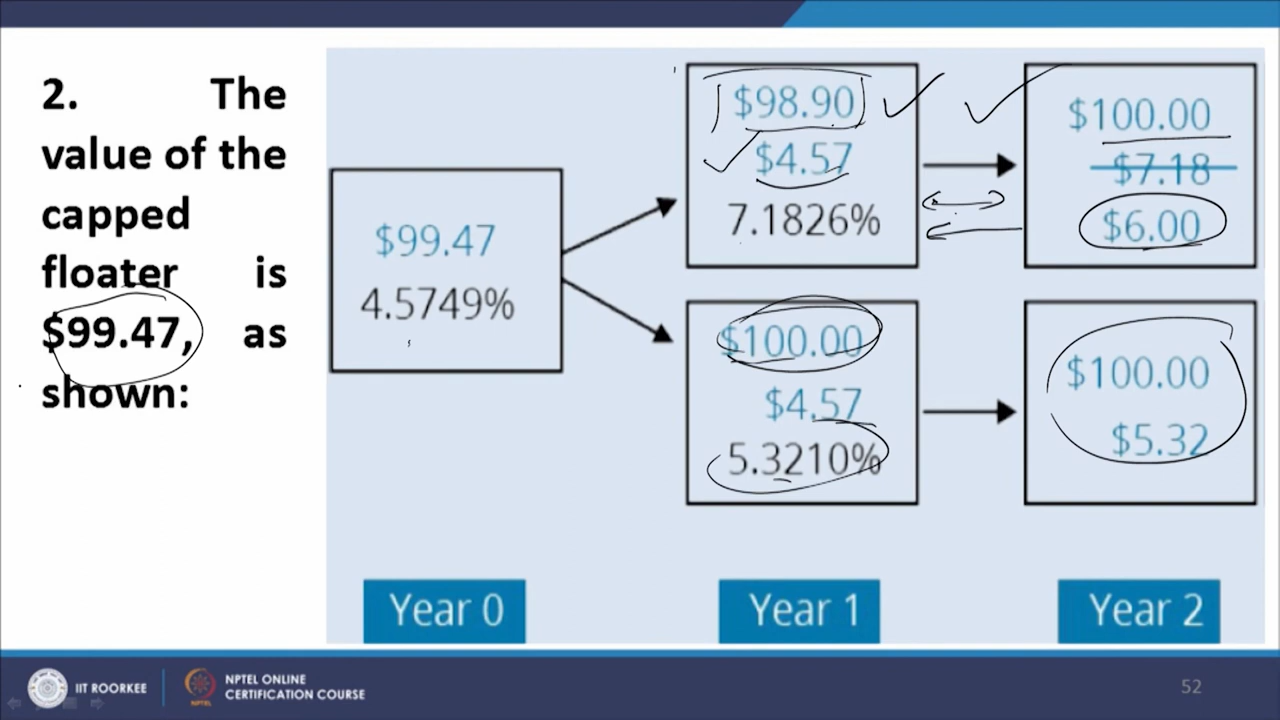 2. The
value of the
capped
floater is
$99.47, as
shown:
$99.47
4.5749%
$98.90
$4.57
7.1826%
$100.00
$7.18
$6.00
$100.00
$4.57
5.3210%
$100.00
$5.32
Year 0
Year 1
Year 2
IIT ROORKEE
NPTEL
NPTEL ONLINE
CERTIFICATION COURSE
52